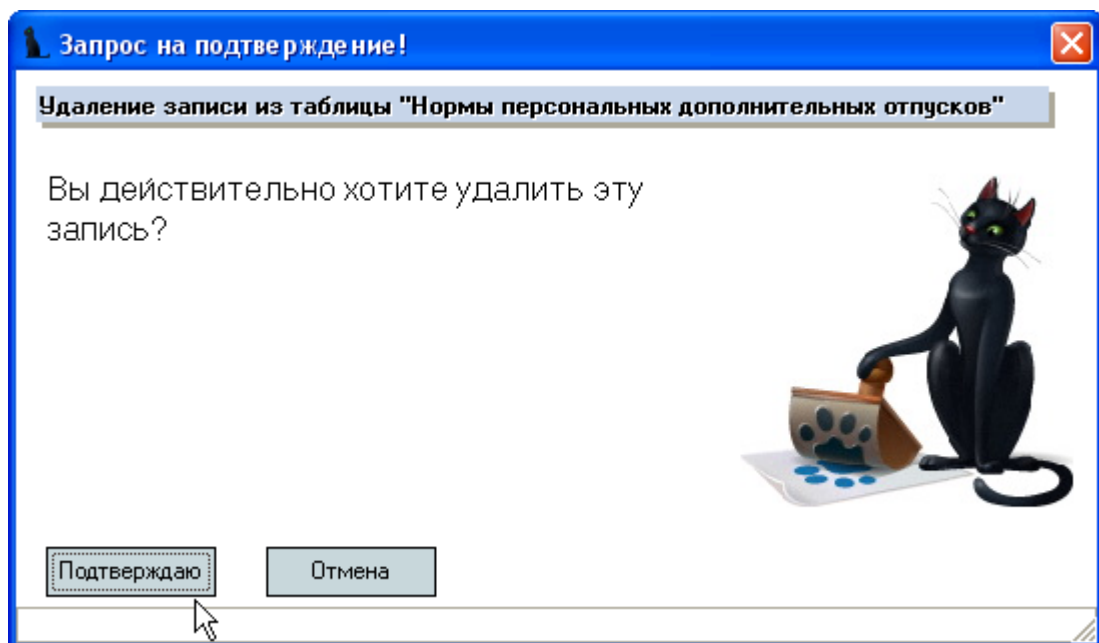 Запрос на подтверждение!
Удаление записи из таблицы "Нормы персональных дополнительных отпусков"
Вы действительно хотите удалить эту
запись?
Подтверждаю
Отмена